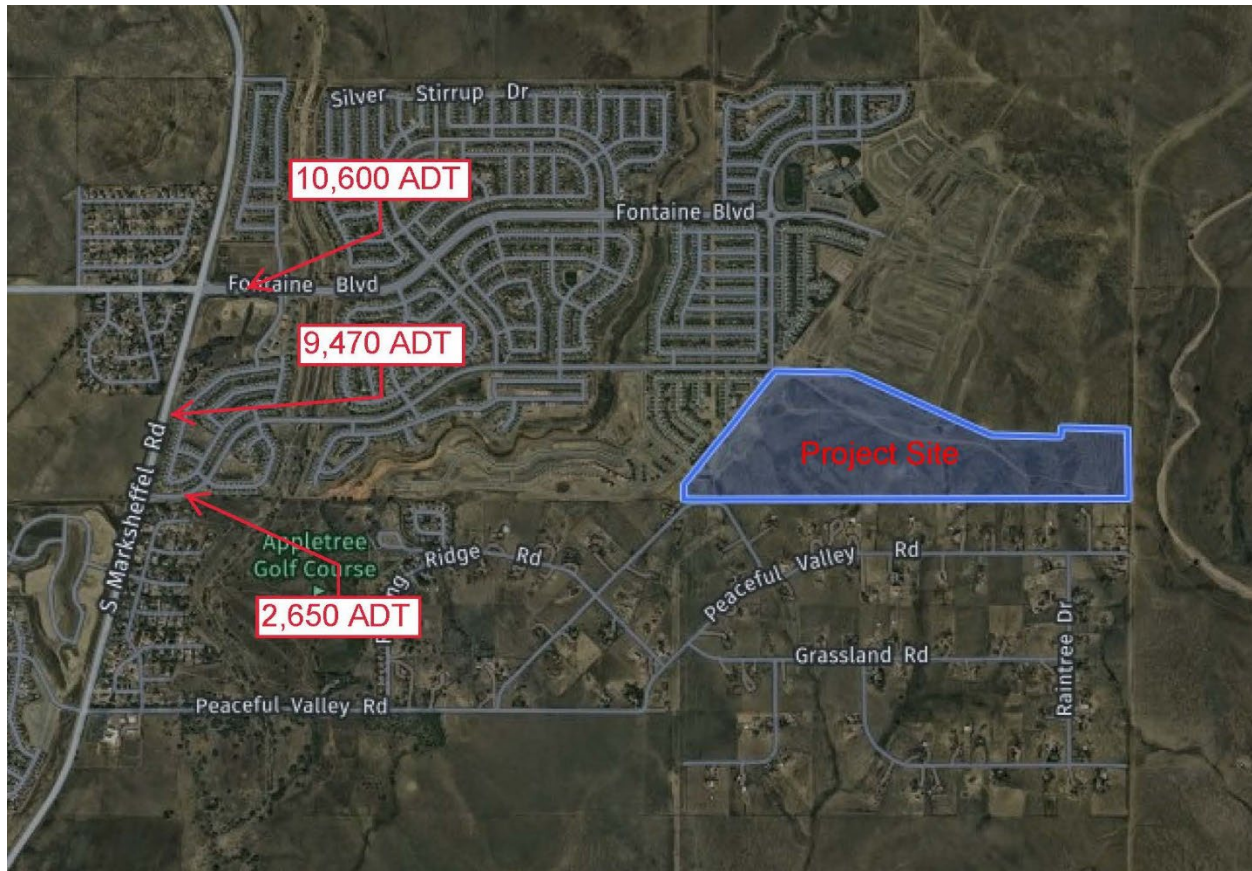 Silver Stirrup Dr
10,600 ADT
Fontaine Blvd
Fontaine Blvd
9,470 ADT
S Marksheffel Rd
Project Site
Appletree
Golf Course
Ridge Rd
Peaceful Valley Rd
2,650 ADT
Grassland Rd
Raintree Dr
Peaceful Valley Rd